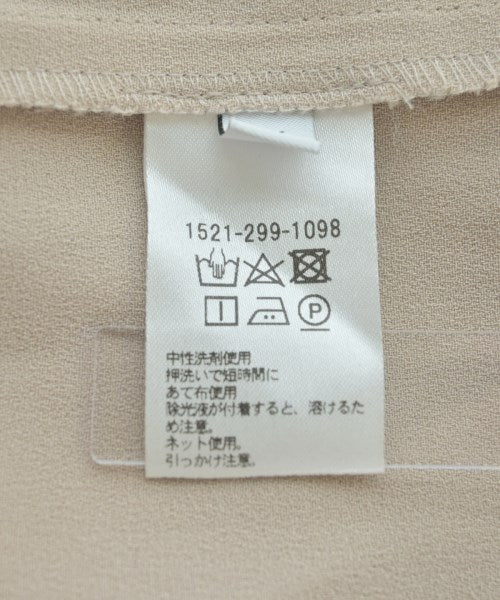 1521-299-1098
P
中性洗剤使用
押洗いで短時間に
あて布使用
除光液が付着すると、溶けるた
め注意。
ネット使用。
引っかけ注意。